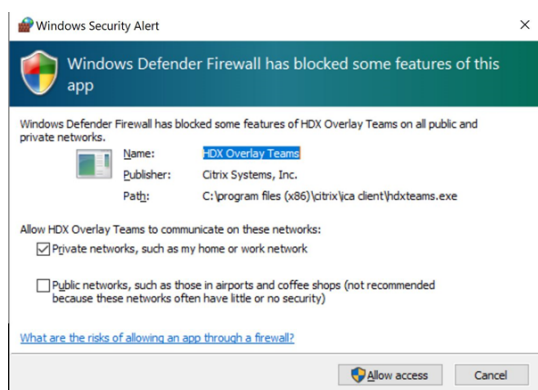 Windows Security Alert
Windows Defender Firewall has blocked some features of this
app
Windows Defender Firewall has blocked some features of HDX Overlay Teams on all public and
private networks.
Name: HDX Overlay Teams
Publisher: Citrix Systems, Inc.
Path: C:\program files (x86)\citrix\ica client\hdxteams.exe
Allow HDX Overlay Teams to communicate on these networks:
Private networks, such as my home or work network
Public networks, such as those in airports and coffee shops (not recommended
because these networks often have little or no security)
What are the risks of allowing an app through a firewall?
Allow access Cancel